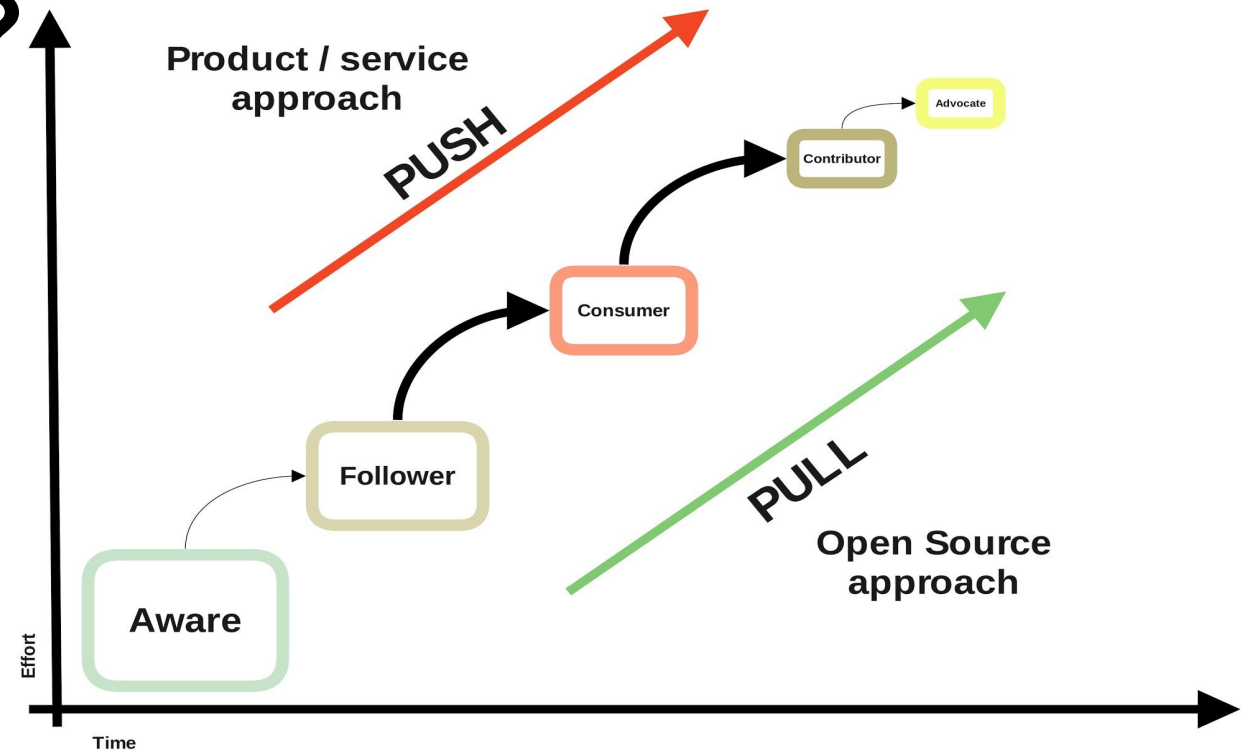 Product / service
approach
PUSH
Advocate
Contributor
Consumer
Follower
PULL
Open Source
approach
Aware
Effort
Time